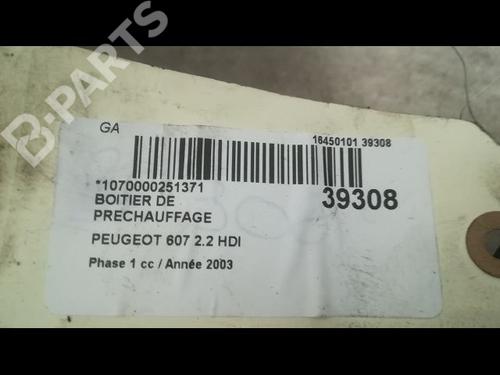 B-PARTS
GA
16450101 39308
*1070000251371
39308
BOITIER DE
PRECHAUFFAGE
PEUGEOT 607 2.2 HDI
Phase 1 cc / Année 2003